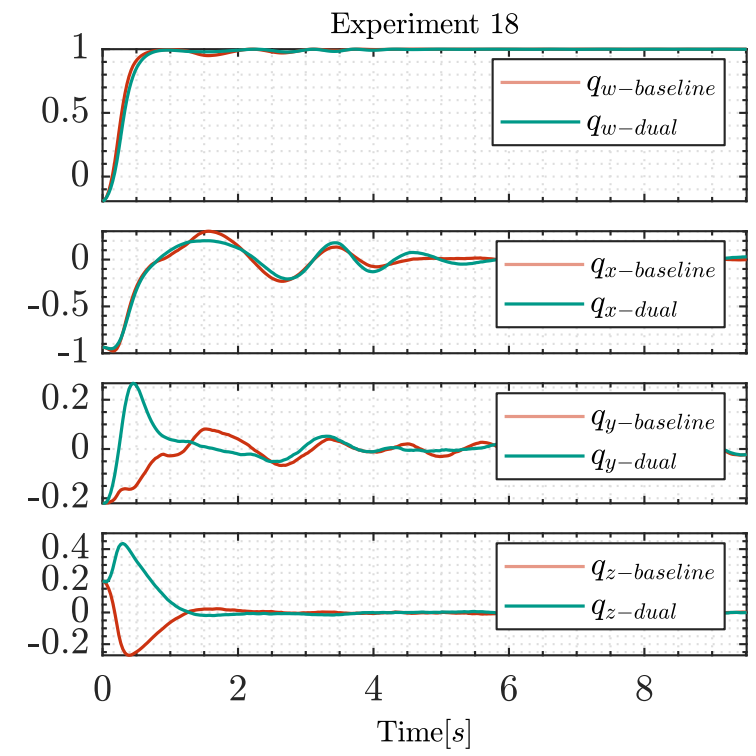 Experiment 18
1
0.5
0
q_{w-baseline}
q_{w-dual}
0
-0.5
-1
q_{x-baseline}
q_{x-dual}
0.2
0
-0.2
q_{y-baseline}
q_{y-dual}
0.4
0.2
0
-0.2
q_{z-baseline}
q_{z-dual}
0 2 4 6 8
Time[s]